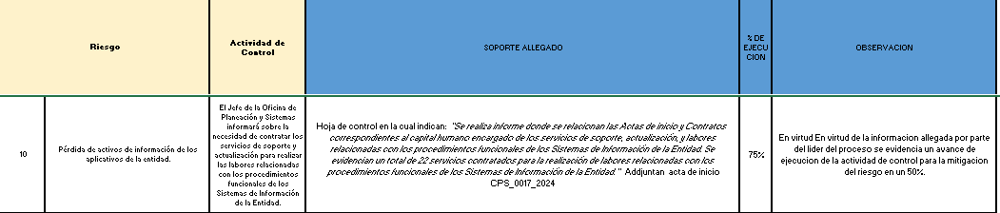 Riesgo
Actividad de
Control
SOPORTE ALLEGADO
% DE
EJECU
CION
OBSERVACION
10
Pérdida de activos de información de los
aplicativos de la entidad.
El Jefe de la Oficina de
Planeación y Sistemas
informará sobre la
necesidad de contratar los
servicios de soporte y
actualización para realizar
las labores relacionadas
con los procedimientos
funcionales de los
Sistemas de Información
de la Entidad.
Hoja de control en la cual indican: "Se realiza informe donde se relacionan las Actas de inicio y Contratos
correspondientes al capital humano encargado de los servicios de soporte, actualización, y labores
relacionadas con los procedimientos funcionales de los Sistemas de Información de la Entidad. Se
evidencian un total de 22 servicios contratados para la realización de labores relacionadas con los
procedimientos funcionales de los Sistemas de Información de la Entidad." Addjuntan acta de inicio
CPS_0017_2024
75%
En virtud En virtud de la informacion allegada por parte
del lider del proceso se evidencia un avance de
ejecucion de la actividad de control para la mitigacion
del riesgo en un 50%.